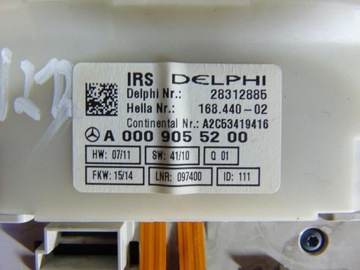 IRS DELPHI
Delphi Nr.: 28312885
Hella Nr.: 168.440-02
Continental Nr.: A2C53419416
A 000 905 52 00
HW: 07/11 SW: 41/10 Q 01
FKW: 15/14 LNR: 097400 ID: 111